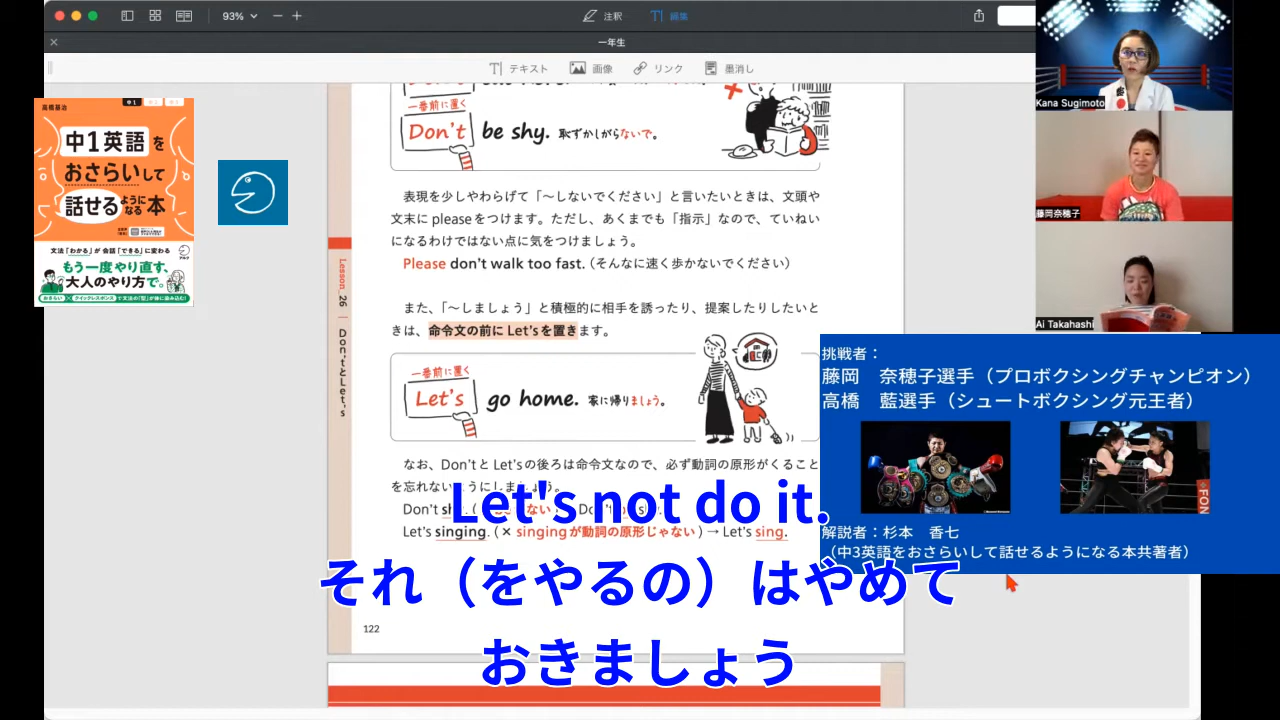 93%
注釈
編集
一年生
テキスト
画像
リンク
墨消し
高橋基治
中1
中1英語を
おさらいして
話せるようになる本
文法「わかる」が 会話「できる」に変わる
アルク
もう一度やり直す、
大人のやり方で。
一番前に置く
Don't be shy. 恥ずかしがらないで。
表現を少しやわらげて「〜しないでください」と言いたいときは、文頭や
文末に pleaseをつけます。ただし、あくまでも「指示」なので、ていねい
になるわけではない点に気をつけましょう。
Please don't walk too fast. (そんなに速く歩かないでください)
また、「〜しましょう」と積極的に相手を誘ったり、提案したりしたいと
きは、命令文の前に Let'sを置きます。
一番前に置く
Let's go home. 家に帰りましょう。
なお、Don'tと Let'sの後ろは命令文なので、必ず動詞の原形がくること
を忘れないようにしましょう。
Don't
Let's singing. (× singingが動詞の原形じゃない) → Let's sing.
122
Lesson_26
Don'tとLet's
Kana Sugimoto
藤岡奈穂子
Ai Takahashi
挑戦者：
藤岡 奈穂子選手（プロボクシングチャンピオン）
高橋 藍選手（シュートボクシング元王者）
FON
解説者：杉本 香七
（中3英語をおさらいして話せるようになる本共著者）
Let's not do it.
それ（をやるの）はやめて
おきましょう